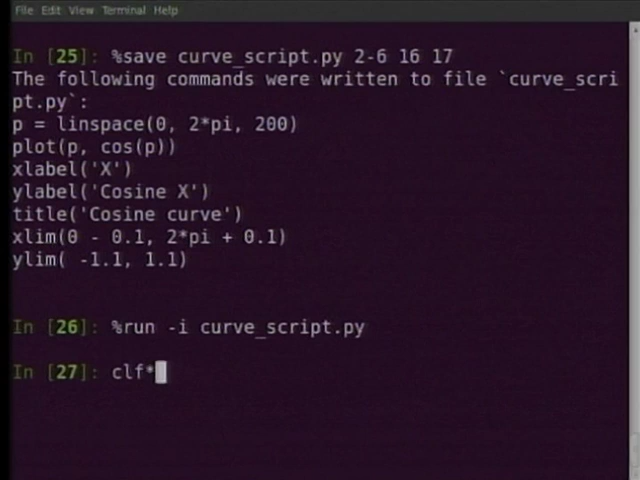 File Edit View Terminal Help
In [25]: %save curve_script.py 2-6 16 17
The following commands were written to file `curve_scri
pt.py`:
p = linspace(0, 2*pi, 200)
plot(p, cos(p))
xlabel('X')
ylabel('Cosine X')
title('Cosine curve')
xlim(0 - 0.1, 2*pi + 0.1)
ylim( -1.1, 1.1)
In [26]: %run -i curve_script.py
In [27]: clf*